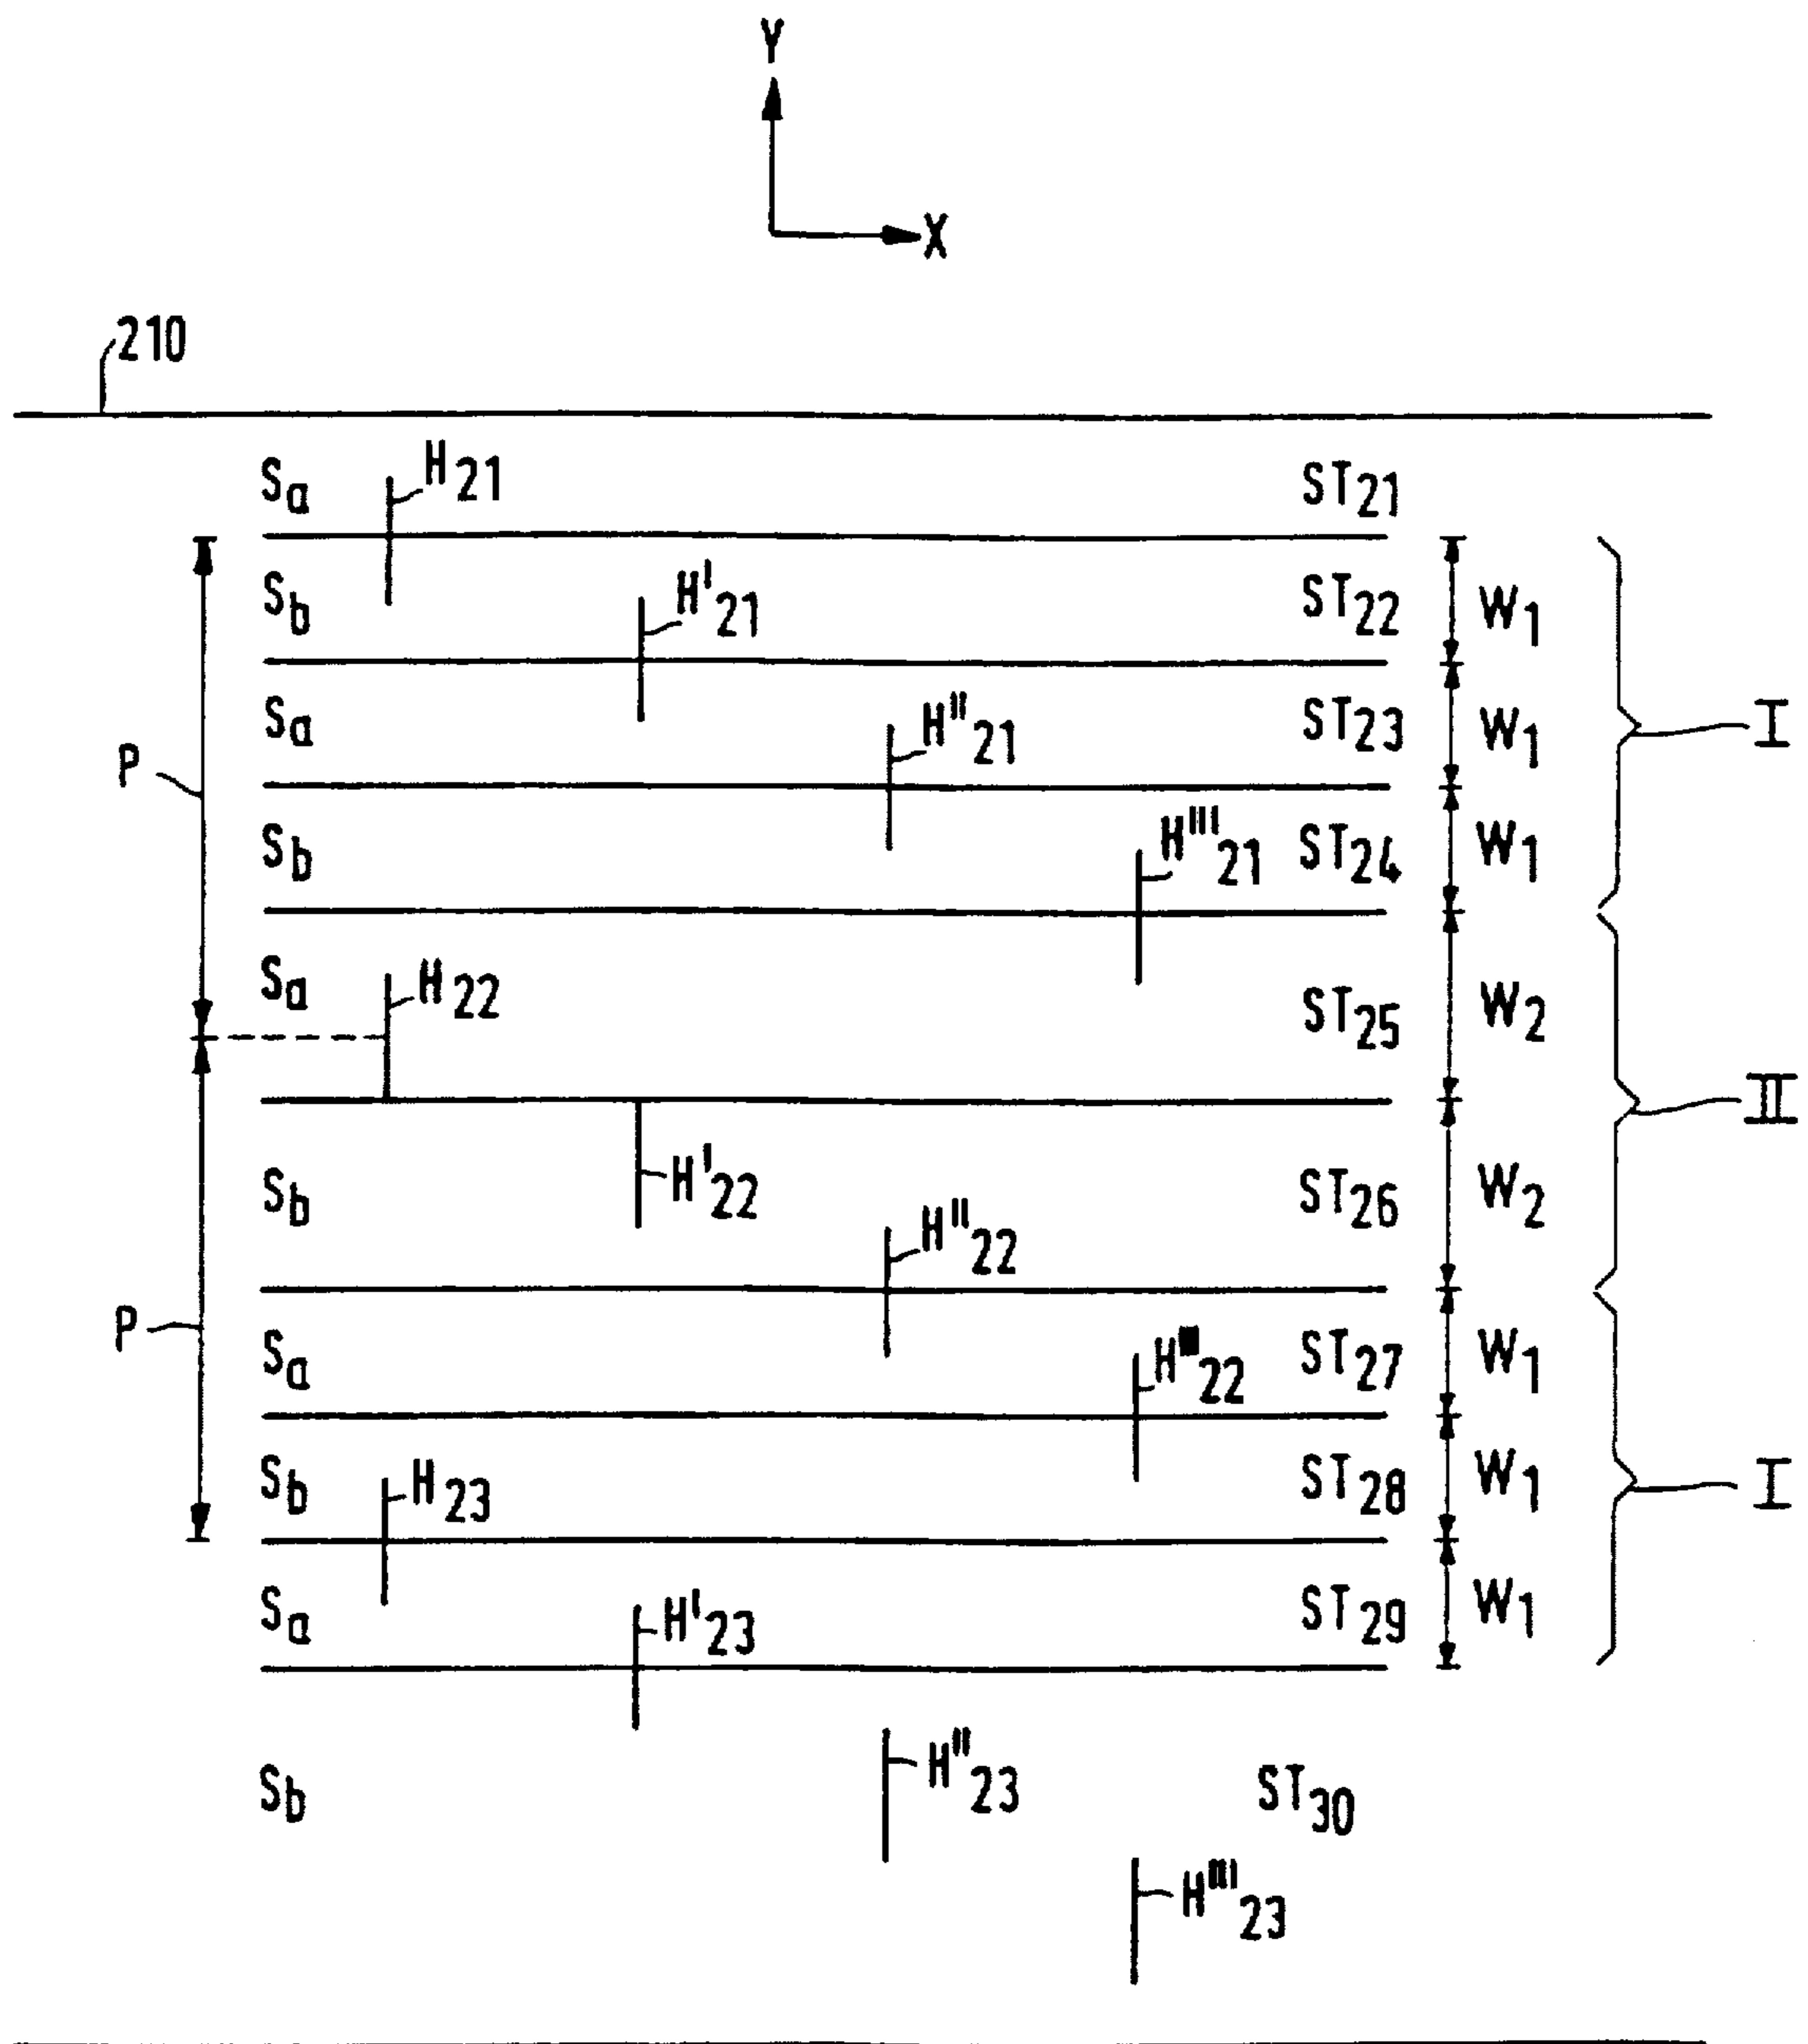 Y
X
210
Sa H21 ST21
Sb H'21 ST22 W1
Sa H"21 ST23 W1 I
P
Sb H'''21 ST24 W1
Sa H22 ST25 W2
II
Sb H'22 ST26 W2
H"22
P
Sa H'''22 ST27 W1
Sb H23 ST28 W1 I
Sa H'23 ST29 W1
Sb H"23 ST30
H'''23